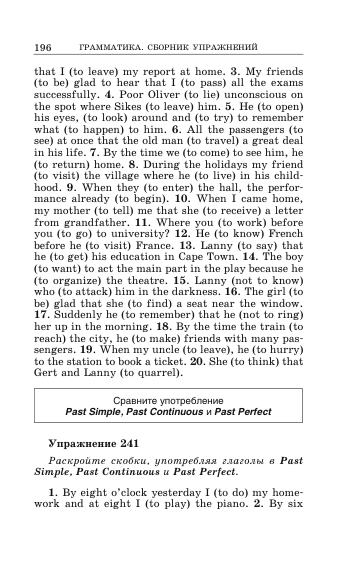 196 ГРАММАТИКА. СБОРНИК УПРАЖНЕНИЙ
that I (to leave) my report at home. 3. My friends
(to be) glad to hear that I (to pass) all the exams
successfully. 4. Poor Oliver (to lie) unconscious on
the spot where Sikes (to leave) him. 5. He (to open)
his eyes, (to look) around and (to try) to remember
what (to happen) to him. 6. All the passengers (to
see) at once that the old man (to travel) a great deal
in his life. 7. By the time we (to come) to see him, he
(to return) home. 8. During the holidays my friend
(to visit) the village where he (to live) in his child-
hood. 9. When they (to enter) the hall, the perfor-
mance already (to begin). 10. When I came home,
my mother (to tell) me that she (to receive) a letter
from grandfather. 11. Where you (to work) before
you (to go) to university? 12. He (to know) French
before he (to visit) France. 13. Lanny (to say) that
he (to get) his education in Cape Town. 14. The boy
(to want) to act the main part in the play because he
(to organize) the theatre. 15. Lanny (not to know)
who (to attack) him in the darkness. 16. The girl (to
be) glad that she (to find) a seat near the window.
17. Suddenly he (to remember) that he (not to ring)
her up in the morning. 18. By the time the train (to
reach) the city, he (to make) friends with many pas-
sengers. 19. When my uncle (to leave), he (to hurry)
to the station to book a ticket. 20. She (to think) that
Gert and Lanny (to quarrel).
Сравните употребление
Past Simple, Past Continuous и Past Perfect
Упражнение 241
Раскройте скобки, употребляя глаголы в Past
Simple, Past Continuous и Past Perfect.
1. By eight o'clock yesterday I (to do) my home-
work and at eight I (to play) the piano. 2. By six